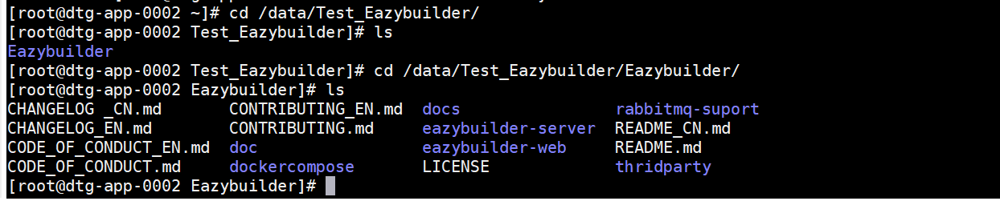 [root@dtg-app-0002 ~]# cd /data/Test_Eazybuilder/
[root@dtg-app-0002 Test_Eazybuilder]# ls
Eazybuilder
[root@dtg-app-0002 Test_Eazybuilder]# cd /data/Test_Eazybuilder/Eazybuilder/
[root@dtg-app-0002 Eazybuilder]# ls
CHANGELOG _CN.md CONTRIBUTING_EN.md docs rabbitmq-suport
CHANGELOG_EN.md CONTRIBUTING.md eazybuilder-server README_CN.md
CODE_OF_CONDUCT_EN.md doc eazybuilder-web README.md
CODE_OF_CONDUCT.md dockercompose LICENSE thridparty
[root@dtg-app-0002 Eazybuilder]#